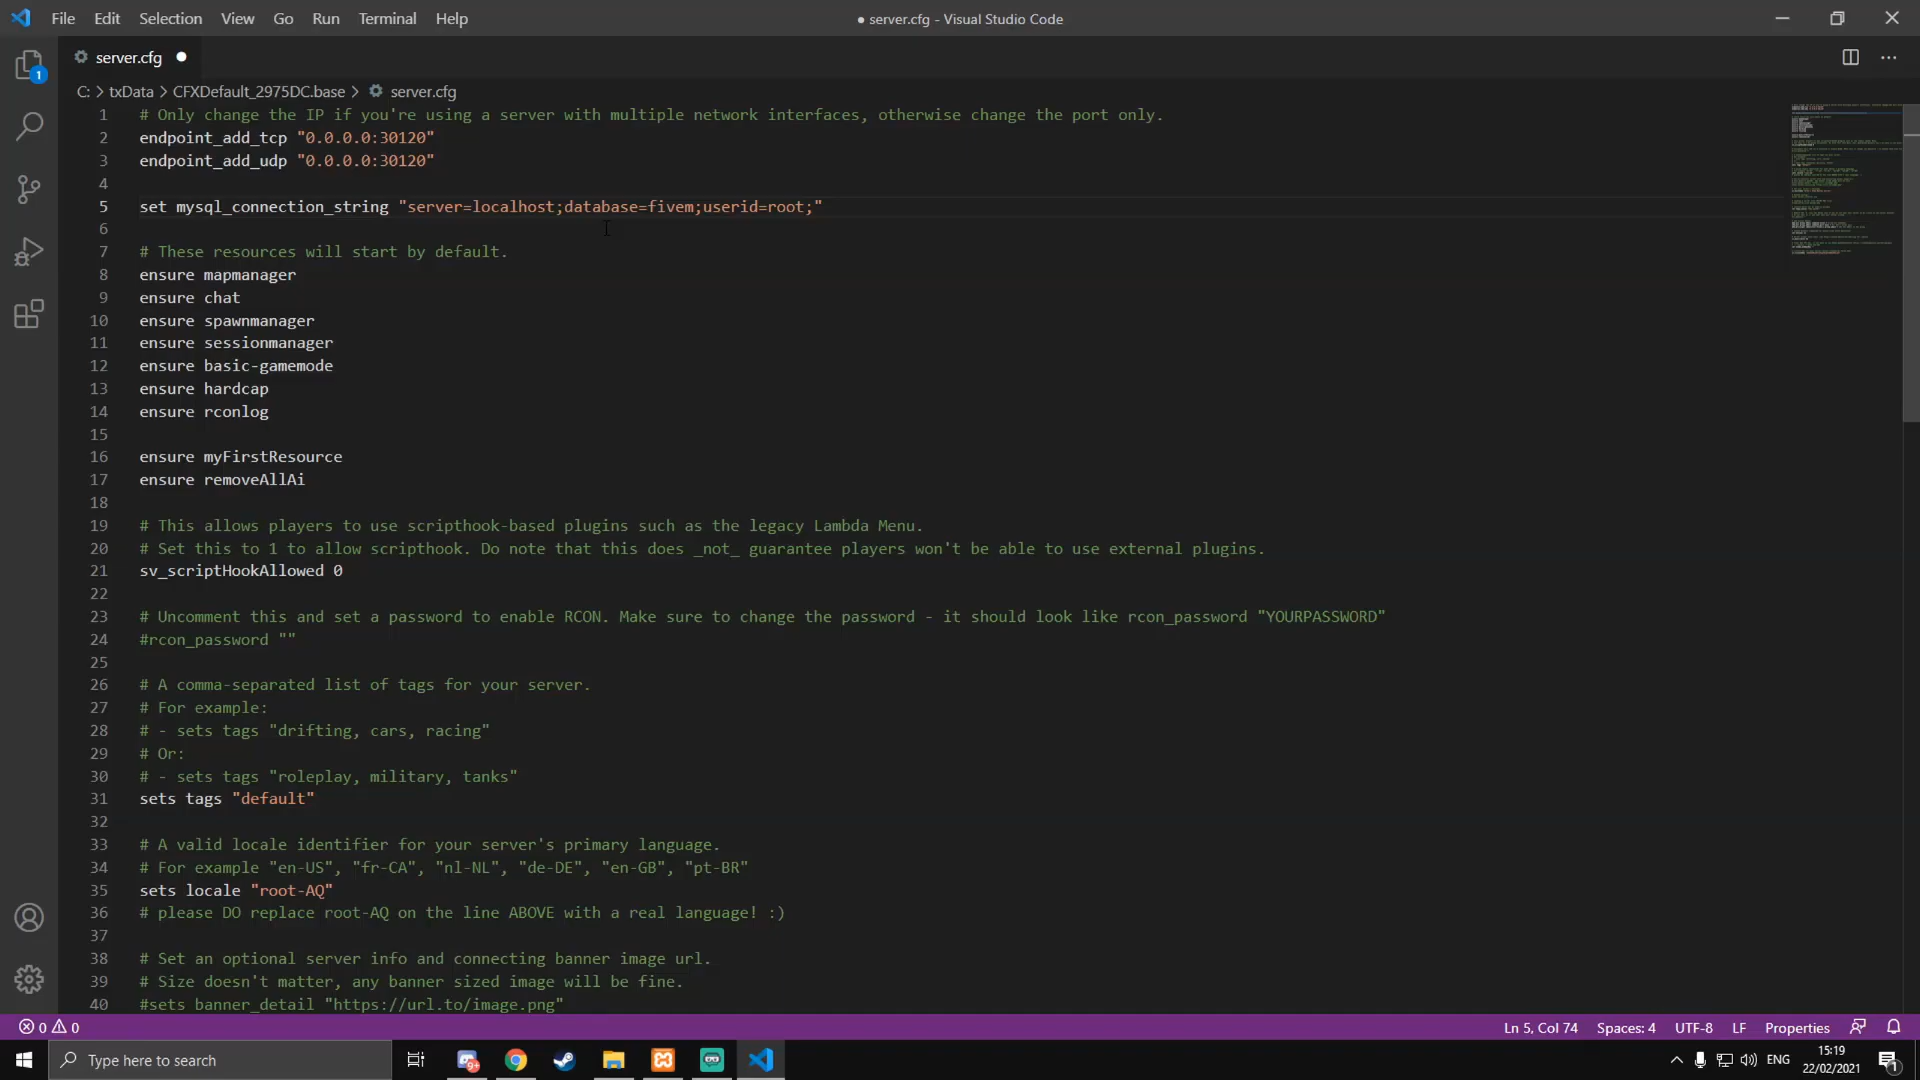 File Edit Selection View Go Run Terminal Help
● server.cfg - Visual Studio Code
server.cfg ●
1
C: > txData > CFXDefault_2975DC.base > server.cfg
1 # Only change the IP if you're using a server with multiple network interfaces, otherwise change the port only.
2 endpoint_add_tcp "0.0.0.0:30120"
3 endpoint_add_udp "0.0.0.0:30120"
4
5 set mysql_connection_string "server=localhost;database=fivem;userid=root;"
6
7 # These resources will start by default.
8 ensure mapmanager
9 ensure chat
10 ensure spawnmanager
11 ensure sessionmanager
12 ensure basic-gamemode
13 ensure hardcap
14 ensure rconlog
15
16 ensure myFirstResource
17 ensure removeAllAi
18
19 # This allows players to use scripthook-based plugins such as the legacy Lambda Menu.
20 # Set this to 1 to allow scripthook. Do note that this does _not_ guarantee players won't be able to use external plugins.
21 sv_scriptHookAllowed 0
22
23 # Uncomment this and set a password to enable RCON. Make sure to change the password - it should look like rcon_password "YOURPASSWORD"
24 #rcon_password ""
25
26 # A comma-separated list of tags for your server.
27 # For example:
28 # - sets tags "drifting, cars, racing"
29 # Or:
30 # - sets tags "roleplay, military, tanks"
31 sets tags "default"
32
33 # A valid locale identifier for your server's primary language.
34 # For example "en-US", "fr-CA", "nl-NL", "de-DE", "en-GB", "pt-BR"
35 sets locale "root-AQ"
36 # please DO replace root-AQ on the line ABOVE with a real language! :)
37
38 # Set an optional server info and connecting banner image url.
39 # Size doesn't matter, any banner sized image will be fine.
40 #sets banner_detail "https://url.to/image.png"
0 0
Ln 5, Col 74 Spaces: 4 UTF-8 LF Properties
Type here to search
9+
ENG
15:19
22/02/2021
1